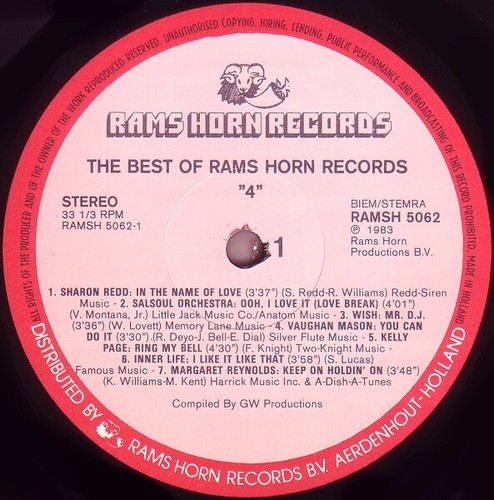 ALL RIGHTS OF THE PRODUCER AND OF THE OWNER OF THE WORK REPRODUCED RESERVED. UNAUTHORISED COPYING, HIRING, LENDING, PUBLIC PERFORMANCE AND BROADCASTING OF THIS RECORD PROHIBITED. MADE IN HOLLAND
RAMS HORN RECORDS
THE BEST OF RAMS HORN RECORDS
"4"
STEREO
33 1/3 RPM
RAMSH 5062-1
BIEM/STEMRA
RAMSH 5062
℗ 1983
Rams Horn
Productions B.V.
1
1. SHARON REDD: IN THE NAME OF LOVE (3'37") (S. Redd-R. Williams) Redd-Siren
Music - 2. SALSOUL ORCHESTRA: OOH, I LOVE IT (LOVE BREAK) (4'01")
(V. Montana, Jr.) Little Jack Music Co./Anatom Music - 3. WISH: MR. D.J.
(3'36") (W. Lovett) Memory Lane Music - 4. VAUGHAN MASON: YOU CAN
DO IT (3'30") (R. Deyo-J. Bell-E. Dial) Silver Flute Music - 5. KELLY
PAGE: RING MY BELL (4'30") (F. Knight) Two-Knight Music -
6. INNER LIFE: I LIKE IT LIKE THAT (3'58") (S. Lucas)
Famous Music - 7. MARGARET REYNOLDS: KEEP ON HOLDIN' ON (3'48")
(K. Williams-M. Kent) Harrick Music Inc. & A-Dish-A-Tunes
Compiled By GW Productions
DISTRIBUTED BY RAMS HORN RECORDS B.V. AERDENHOUT-HOLLAND